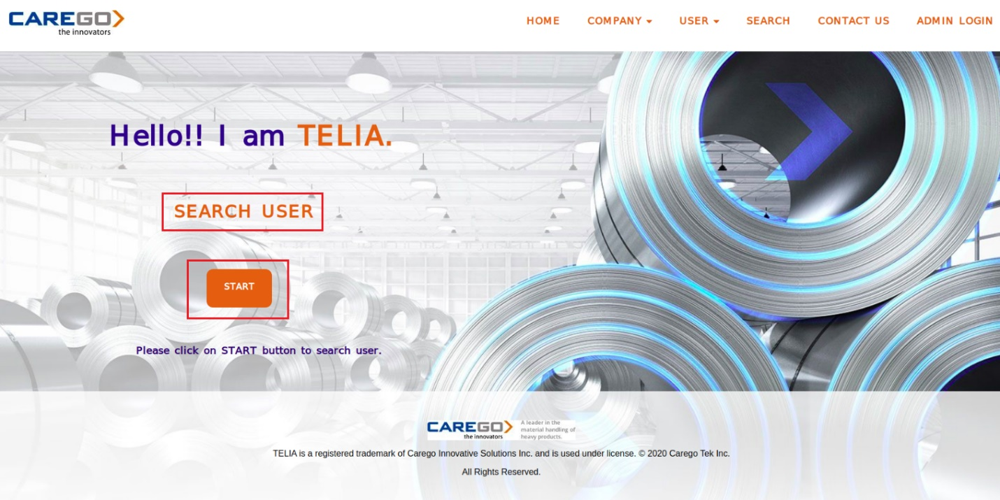 CAREGO
the innovators
HOME COMPANY USER SEARCH CONTACT US ADMIN LOGIN
Hello!! I am TELIA.
SEARCH USER
START
Please click on START button to search user.
CAREGO
the innovators
A leader in the
material handling of
heavy products.
TELIA is a registered trademark of Carego Innovative Solutions Inc. and is used under license. © 2020 Carego Tek Inc.
All Rights Reserved.